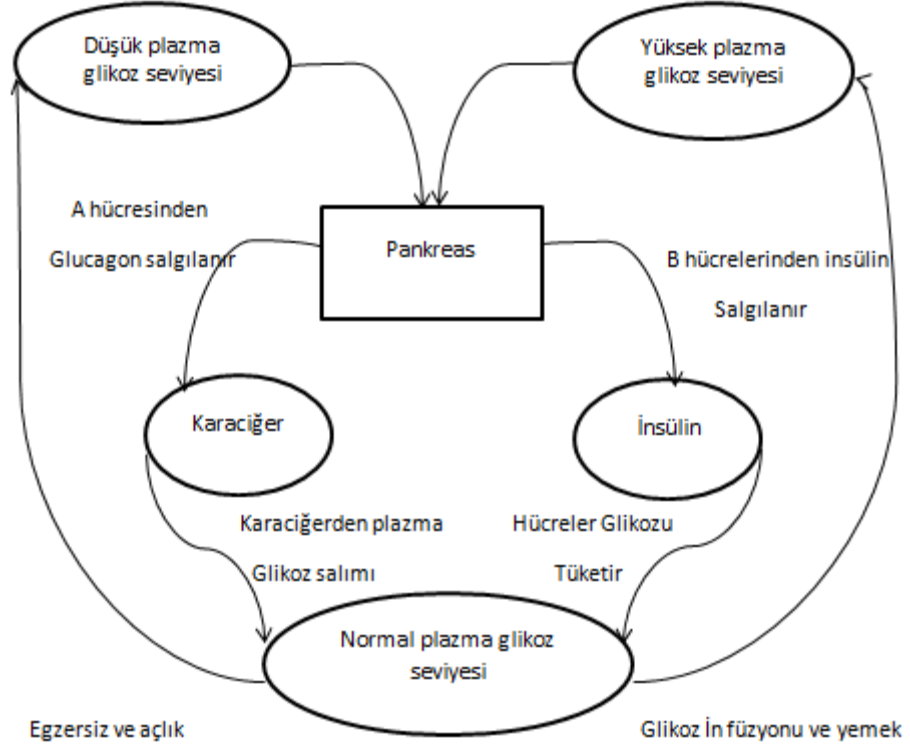 Düşük plazma
glikoz seviyesi
Yüksek plazma
glikoz seviyesi
A hücresinden
Glucagon salgılanır
Pankreas
B hücrelerinden insülin
Salgılanır
Karaciğer
İnsülin
Karaciğerden plazma
Glikoz salımı
Hücreler Glikozu
Tüketir
Normal plazma glikoz
seviyesi
Egzersiz ve açlık
Glikoz İn füzyonu ve yemek